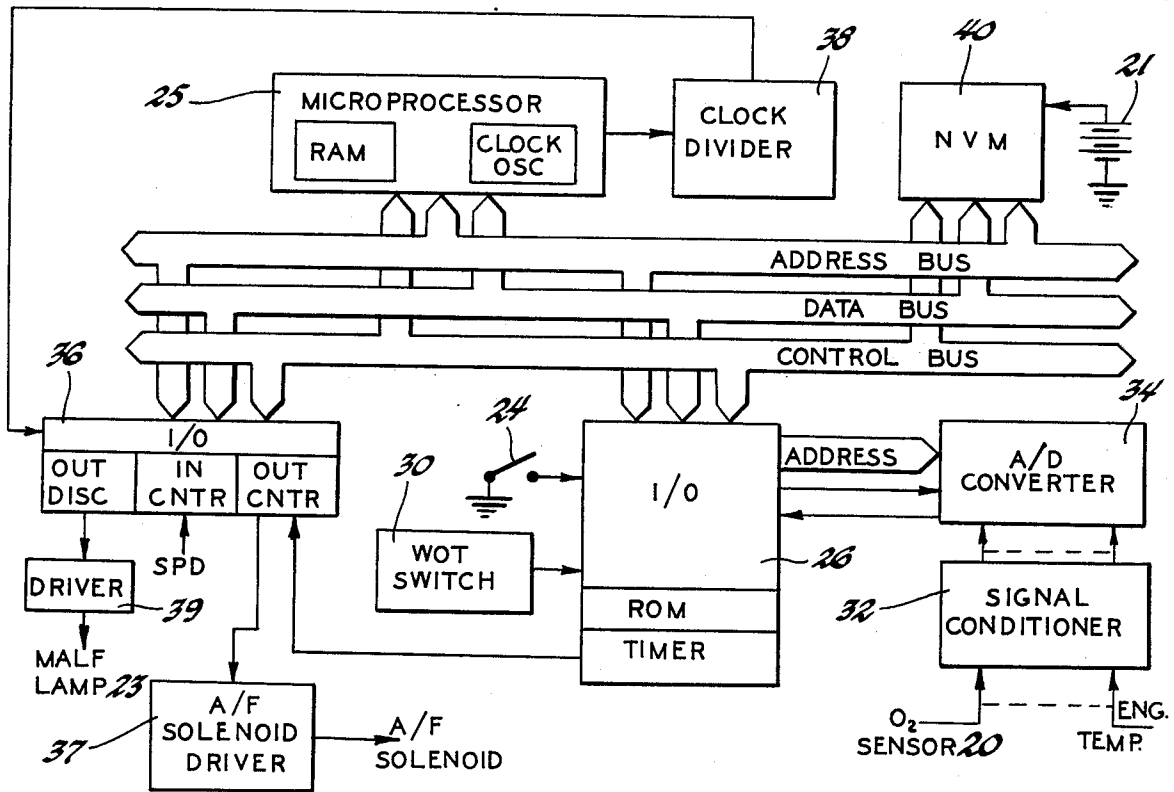 38
40
21
25
MICROPROCESSOR
RAM
CLOCK
OSC
CLOCK
DIVIDER
NVM
ADDRESS BUS
DATA BUS
CONTROL BUS
36
I/O
OUT
DISC
IN
CNTR
OUT
CNTR
24
30
WOT
SWITCH
I/O
26
ROM
TIMER
ADDRESS
34
A/D
CONVERTER
32
SIGNAL
CONDITIONER
SPD
DRIVER
39
MALF
LAMP 23
37
A/F
SOLENOID
DRIVER
A/F
SOLENOID
O₂
SENSOR 20
ENG.
TEMP.